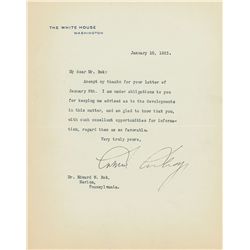 THE WHITE HOUSE
WASHINGTON
January 10, 1923.
My dear Mr. Bok:
Accept my thanks for your letter of
January 8th. I am under obligations to you
for keeping me advised as to the developments
in this matter, and am glad to know that you,
with such excellent opportunities for informa-
tion, regard them as so favorable.
Very truly yours,
Mr. Edward W. Bok,
Merion,
Pennsylvania.